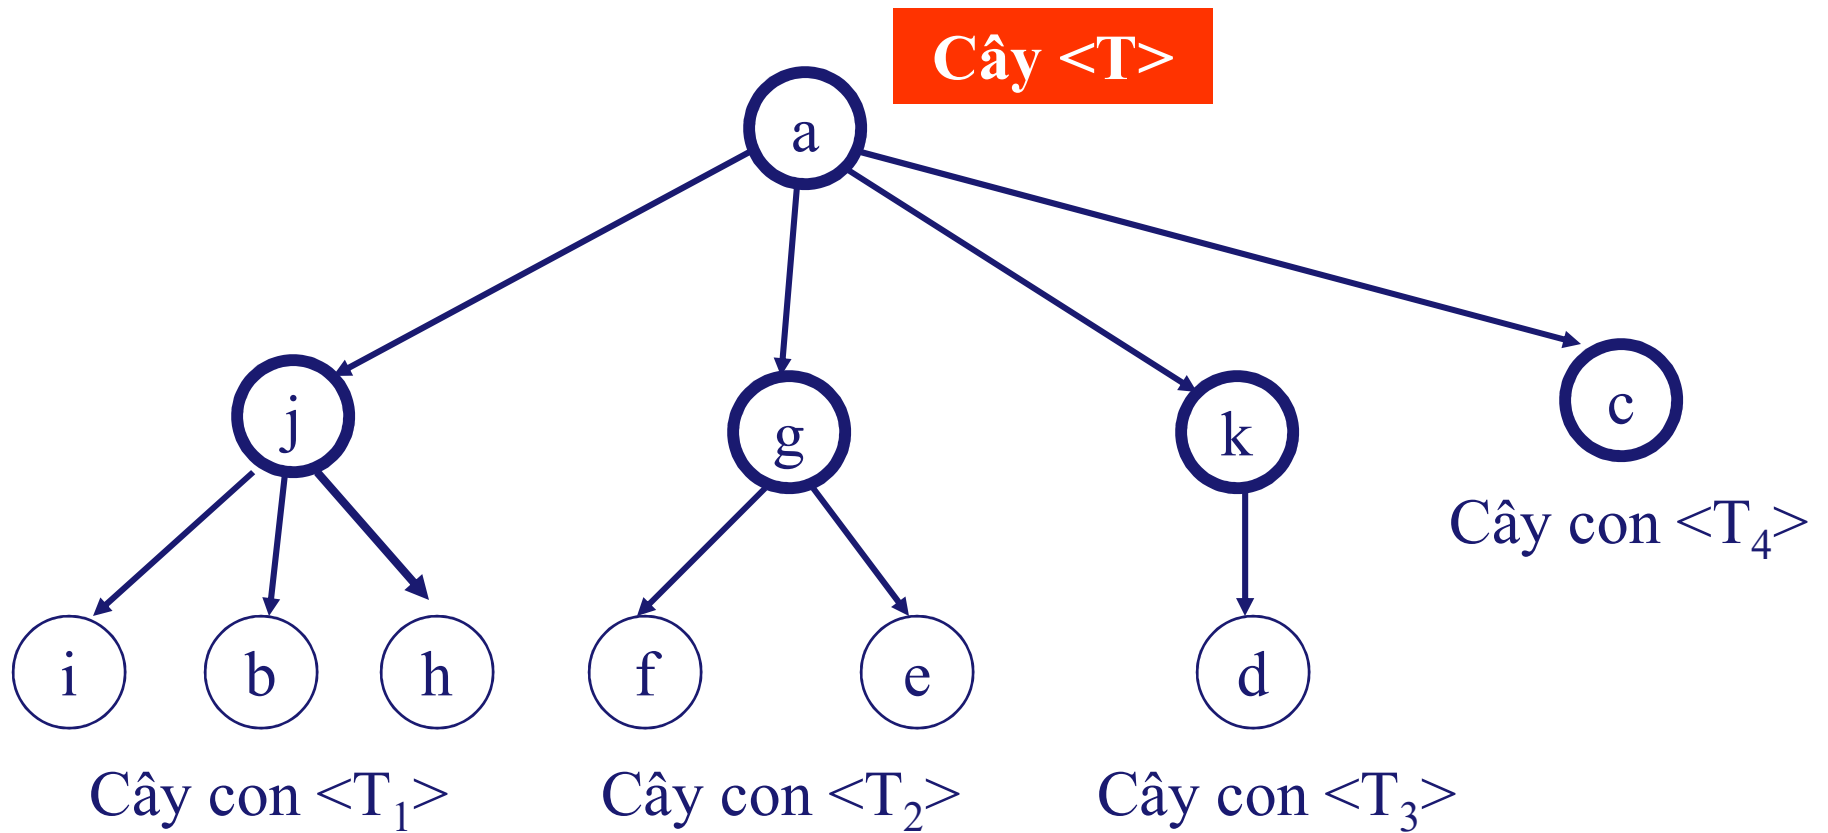 Cây <T>
a
j
g
k
c
Cây con <T4>
i
b
h
f
e
d
Cây con <T1>
Cây con <T2>
Cây con <T3>